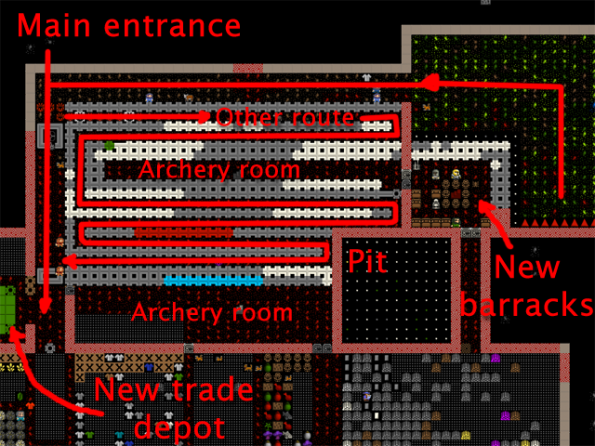 Main entrance
Other route
Archery room
Pit
New
barracks
Archery room
New trade
depot